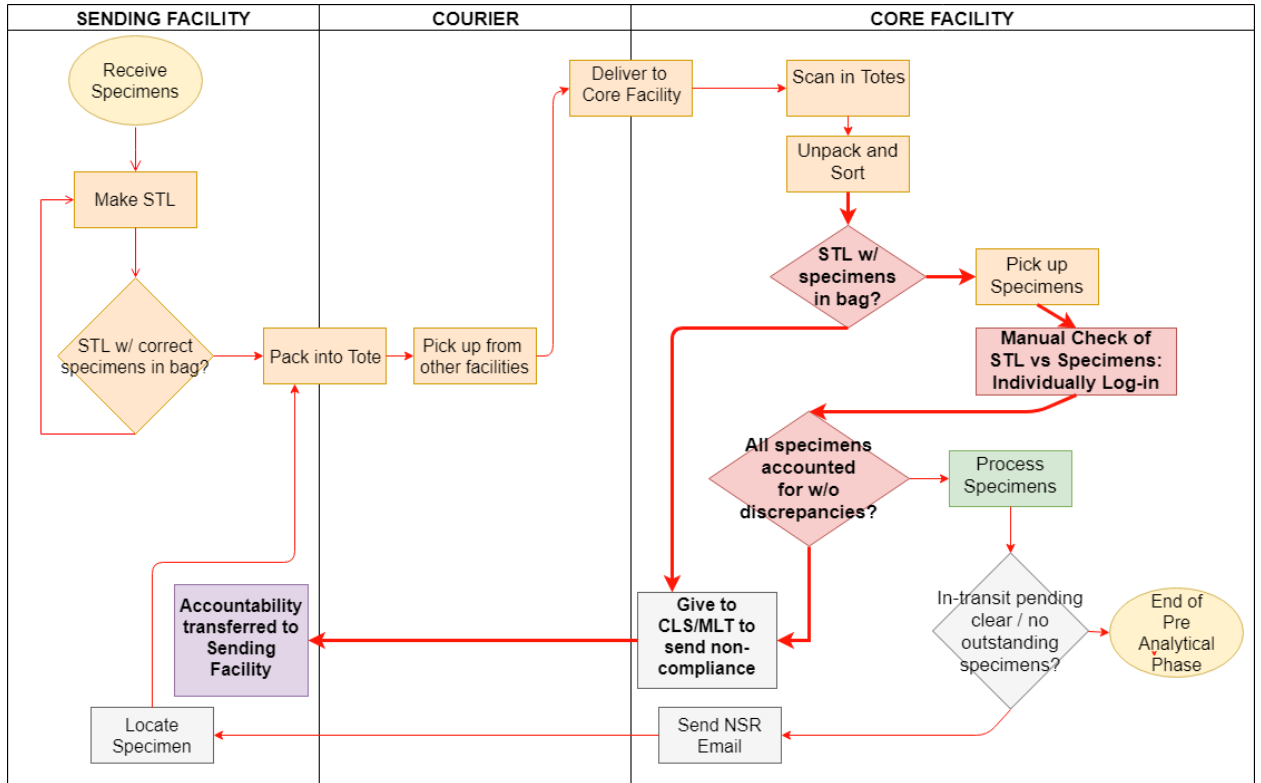 SENDING FACILITY
COURIER
CORE FACILITY
Receive
Specimens
Make STL
STL w/ correct
specimens in bag?
Pack into Tote
Pick up from
other facilities
Deliver to
Core Facility
Scan in Totes
Unpack and
Sort
STL w/
specimens
in bag?
Pick up
Specimens
Manual Check of
STL vs Specimens:
Individually Log-in
All specimens
accounted
for w/o
discrepancies?
Process
Specimens
In-transit pending
clear / no
outstanding
specimens?
End of
Pre
Analytical
Phase
Give to
CLS/MLT to
send non-
compliance
Accountability
transferred to
Sending
Facility
Send NSR
Email
Locate
Specimen